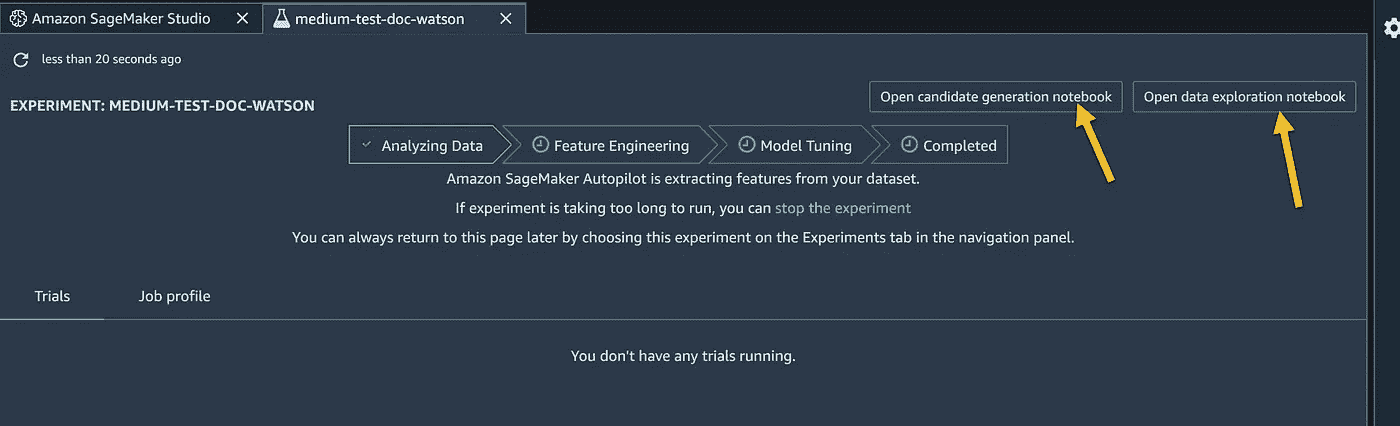 Amazon SageMaker Studio
medium-test-doc-watson
less than 20 seconds ago
EXPERIMENT: MEDIUM-TEST-DOC-WATSON
Open candidate generation notebook
Open data exploration notebook
Analyzing Data
Feature Engineering
Model Tuning
Completed
Amazon SageMaker Autopilot is extracting features from your dataset.
If experiment is taking too long to run, you can stop the experiment
You can always return to this page later by choosing this experiment on the Experiments tab in the navigation panel.
Trials
Job profile
You don't have any trials running.